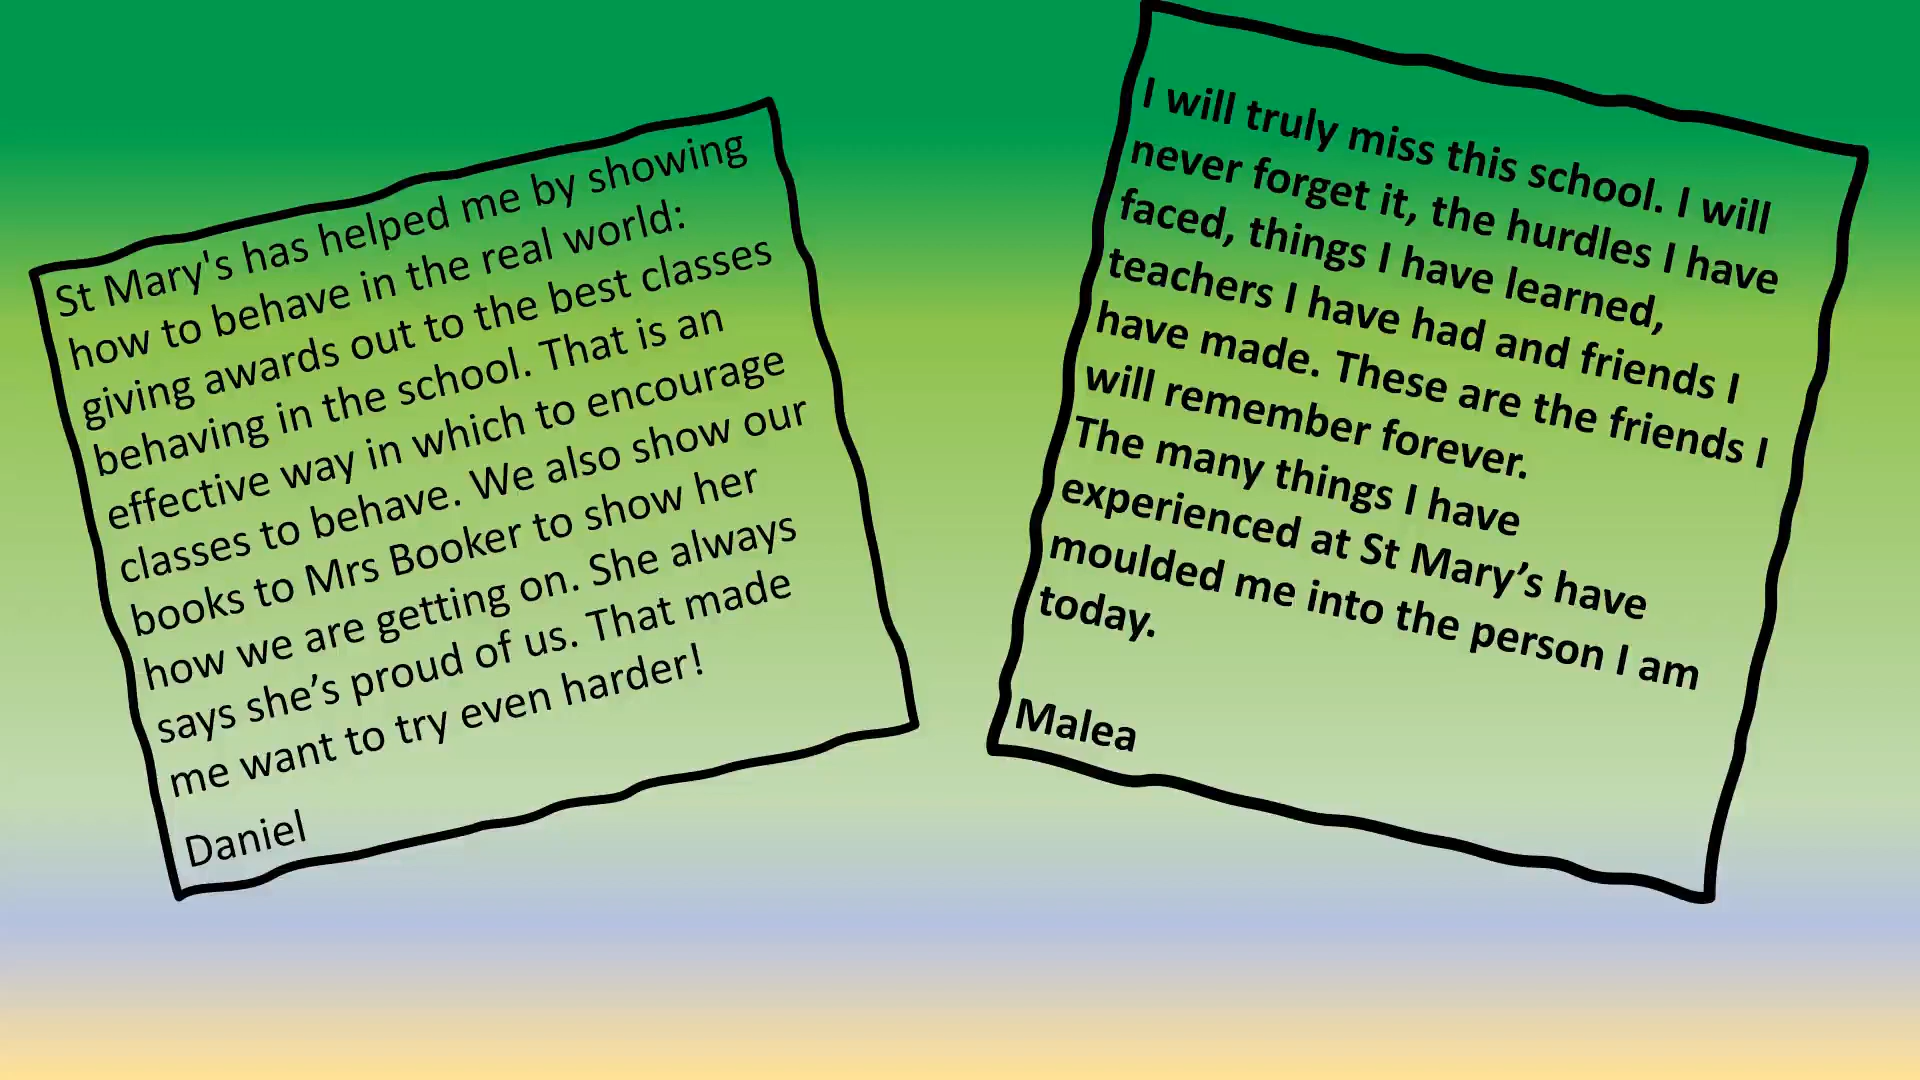 St Mary's has helped me by showing
how to behave in the real world:
giving awards out to the best classes
behaving in the school. That is an
effective way in which to encourage
classes to behave. We also show our
books to Mrs Booker to show her
how we are getting on. She always
says she’s proud of us. That made
me want to try even harder!
Daniel
I will truly miss this school. I will
never forget it, the hurdles I have
faced, things I have learned,
teachers I have had and friends I
have made. These are the friends I
will remember forever.
The many things I have
experienced at St Mary’s have
moulded me into the person I am
today.
Malea